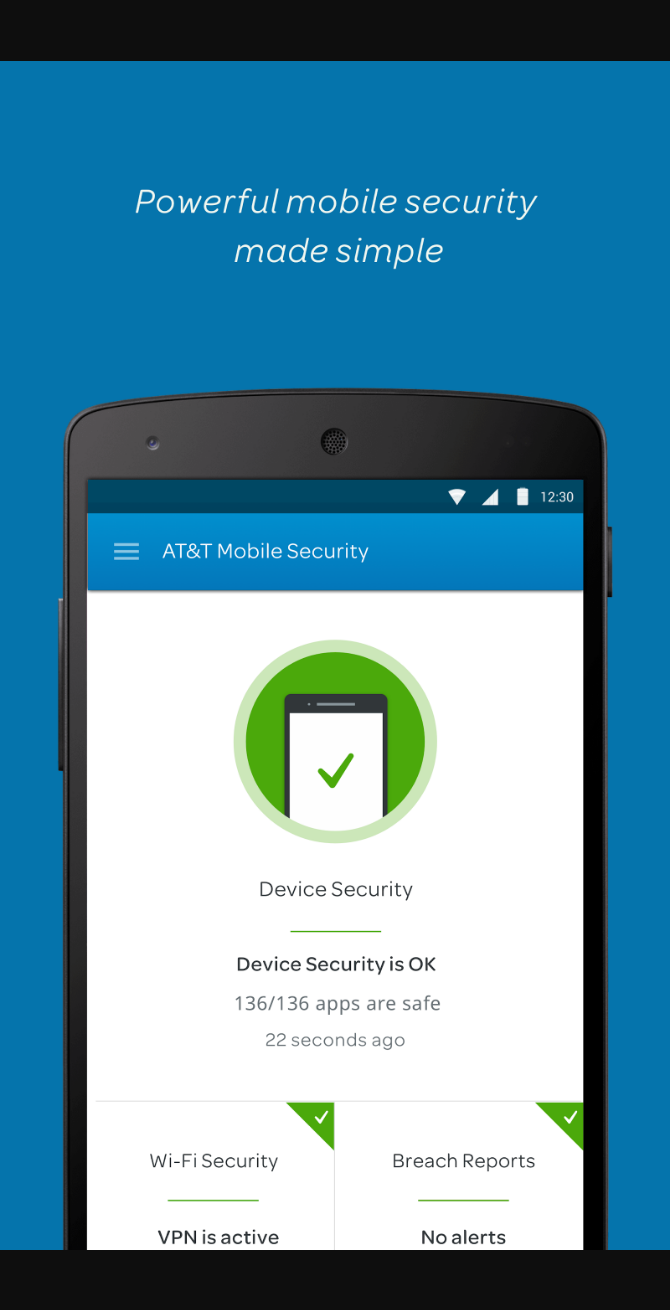 Powerful mobile security
made simple
12:30
AT&T Mobile Security
Device Security
Device Security is OK
136/136 apps are safe
22 seconds ago
Wi-Fi Security
VPN is active
Breach Reports
No alerts